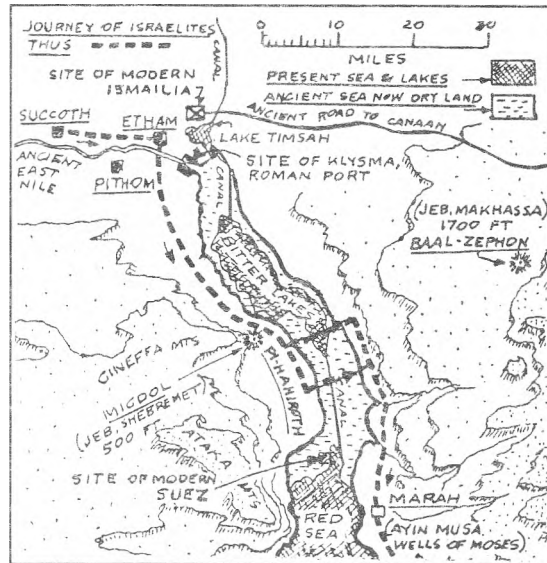 JOURNEY OF ISRAELITES
THUS
CANAL
0 10 20 30
MILES
PRESENT SEA & LAKES
ANCIENT SEA NOW DRY LAND
SITE OF MODERN
ISMAILIA
ANCIENT ROAD TO CANAAN
SUCCOTH
ETHAM
LAKE TIMSAH
ANCIENT
EAST
NILE
PITHOM
SITE OF KLYSMA,
ROMAN PORT
CANAL
(JEB. MAKHASSA)
1700 FT
BAAL-ZEPHON
BITTER
LAKES
GINEFFA MTS
MIGDOL
(JEB. SHEBREMET)
500 FT
PI-HAHIROTH
CANAL
ATAKA
MTS
SITE OF MODERN
SUEZ
RED
SEA
MARAH
(AYIN MUSA
WELLS OF MOSES)